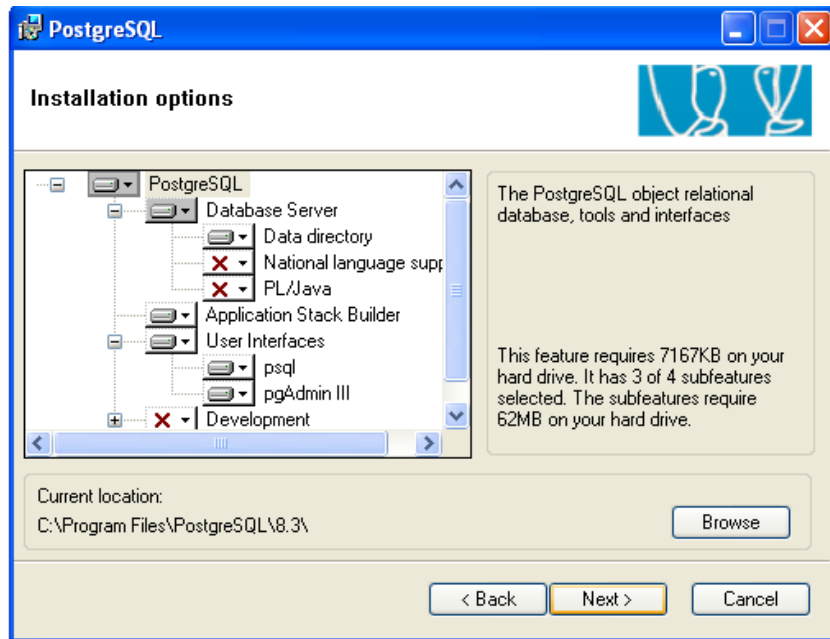 PostgreSQL
Installation options
PostgreSQL
Database Server
Data directory
National language supp
PL/Java
Application Stack Builder
User Interfaces
psql
pgAdmin III
Development
The PostgreSQL object relational
database, tools and interfaces
This feature requires 7167KB on your
hard drive. It has 3 of 4 subfeatures
selected. The subfeatures require
62MB on your hard drive.
Current location:
C:\Program Files\PostgreSQL\8.3\
Browse
< Back
Next >
Cancel